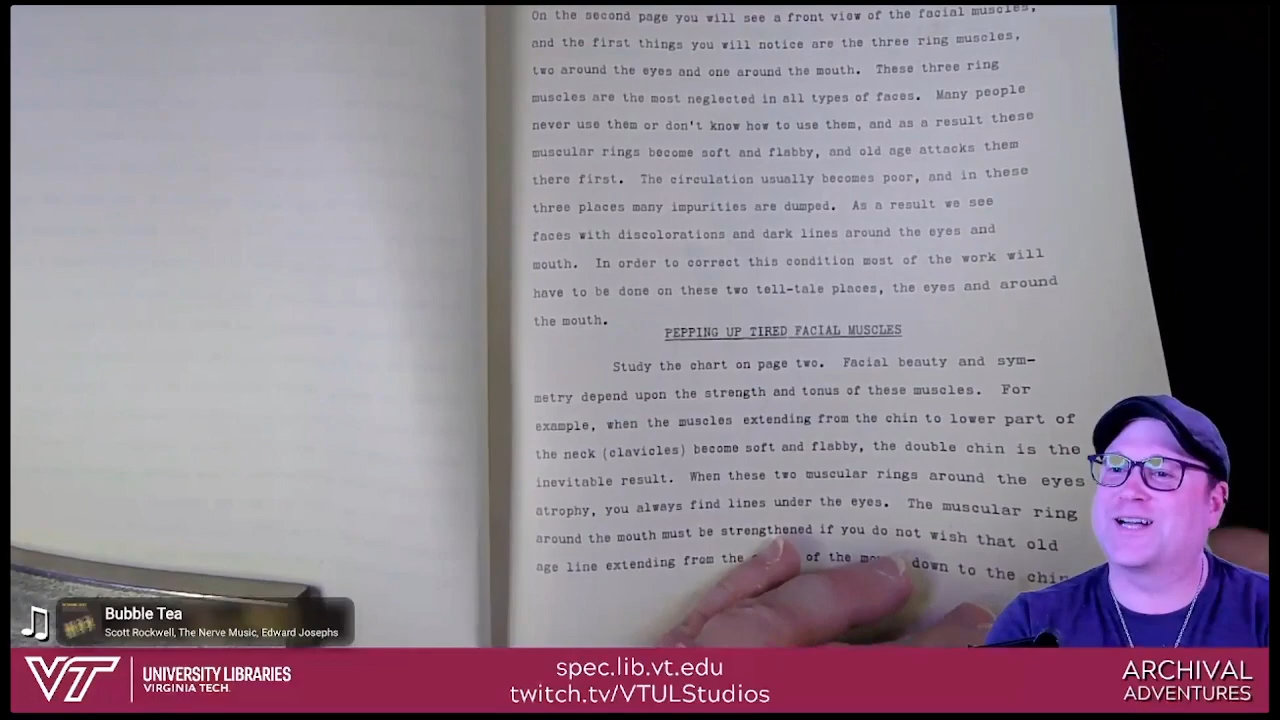 On the second page you will see a front view of the facial muscles,
and the first things you will notice are the three ring muscles,
two around the eyes and one around the mouth. These three ring
muscles are the most neglected in all types of faces. Many people
never use them or don't know how to use them, and as a result these
muscular rings become soft and flabby, and old age attacks them
there first. The circulation usually becomes poor, and in these
three places many impurities are dumped. As a result we see
faces with discolorations and dark lines around the eyes and
mouth. In order to correct this condition most of the work will
have to be done on these two tell-tale places, the eyes and around
the mouth.
PEPPING UP TIRED FACIAL MUSCLES
Study the chart on page two. Facial beauty and sym-
metry depend upon the strength and tonus of these muscles. For
example, when the muscles extending from the chin to lower part of
the neck (clavicles) become soft and flabby, the double chin is the
inevitable result. When these two muscular rings around the eyes
atrophy, you always find lines under the eyes. The muscular ring
around the mouth must be strengthened if you do not wish that old
age line extending from the of the down to the chin
Bubble Tea
Scott Rockwell, The Nerve Music, Edward Josephs
VT UNIVERSITY LIBRARIES
VIRGINIA TECH.
spec.lib.vt.edu
twitch.tv/VTULStudios
ARCHIVAL
ADVENTURES